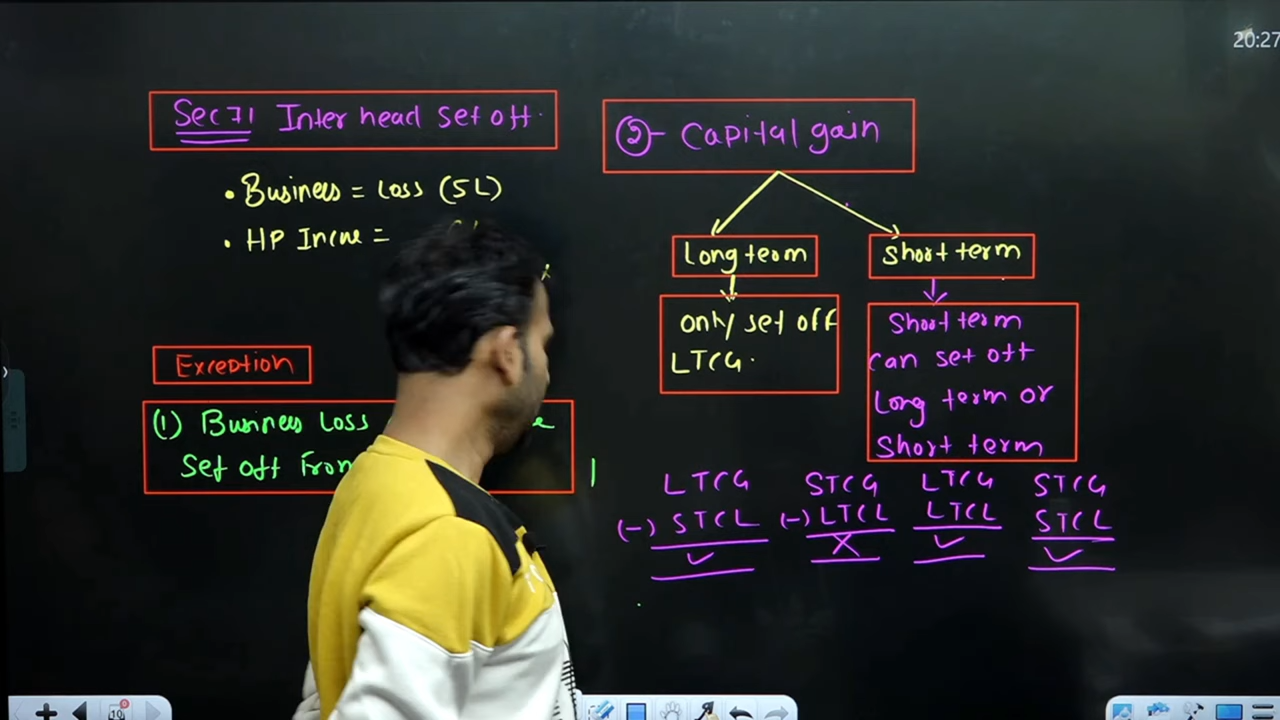 20:27
Sec 71 Inter head set off
• Business = Loss (5L)
• HP Incme =
Exception
(1) Business Loss
Set off from
② - Capital gain
Long term
Short term
only set off
LTCG.
Short term
can set off
Long term or
Short term
LTCG STCG LTCG STCG
(-) STCL (-) LTCL LTCL STCL
✓ X ✓ ✓